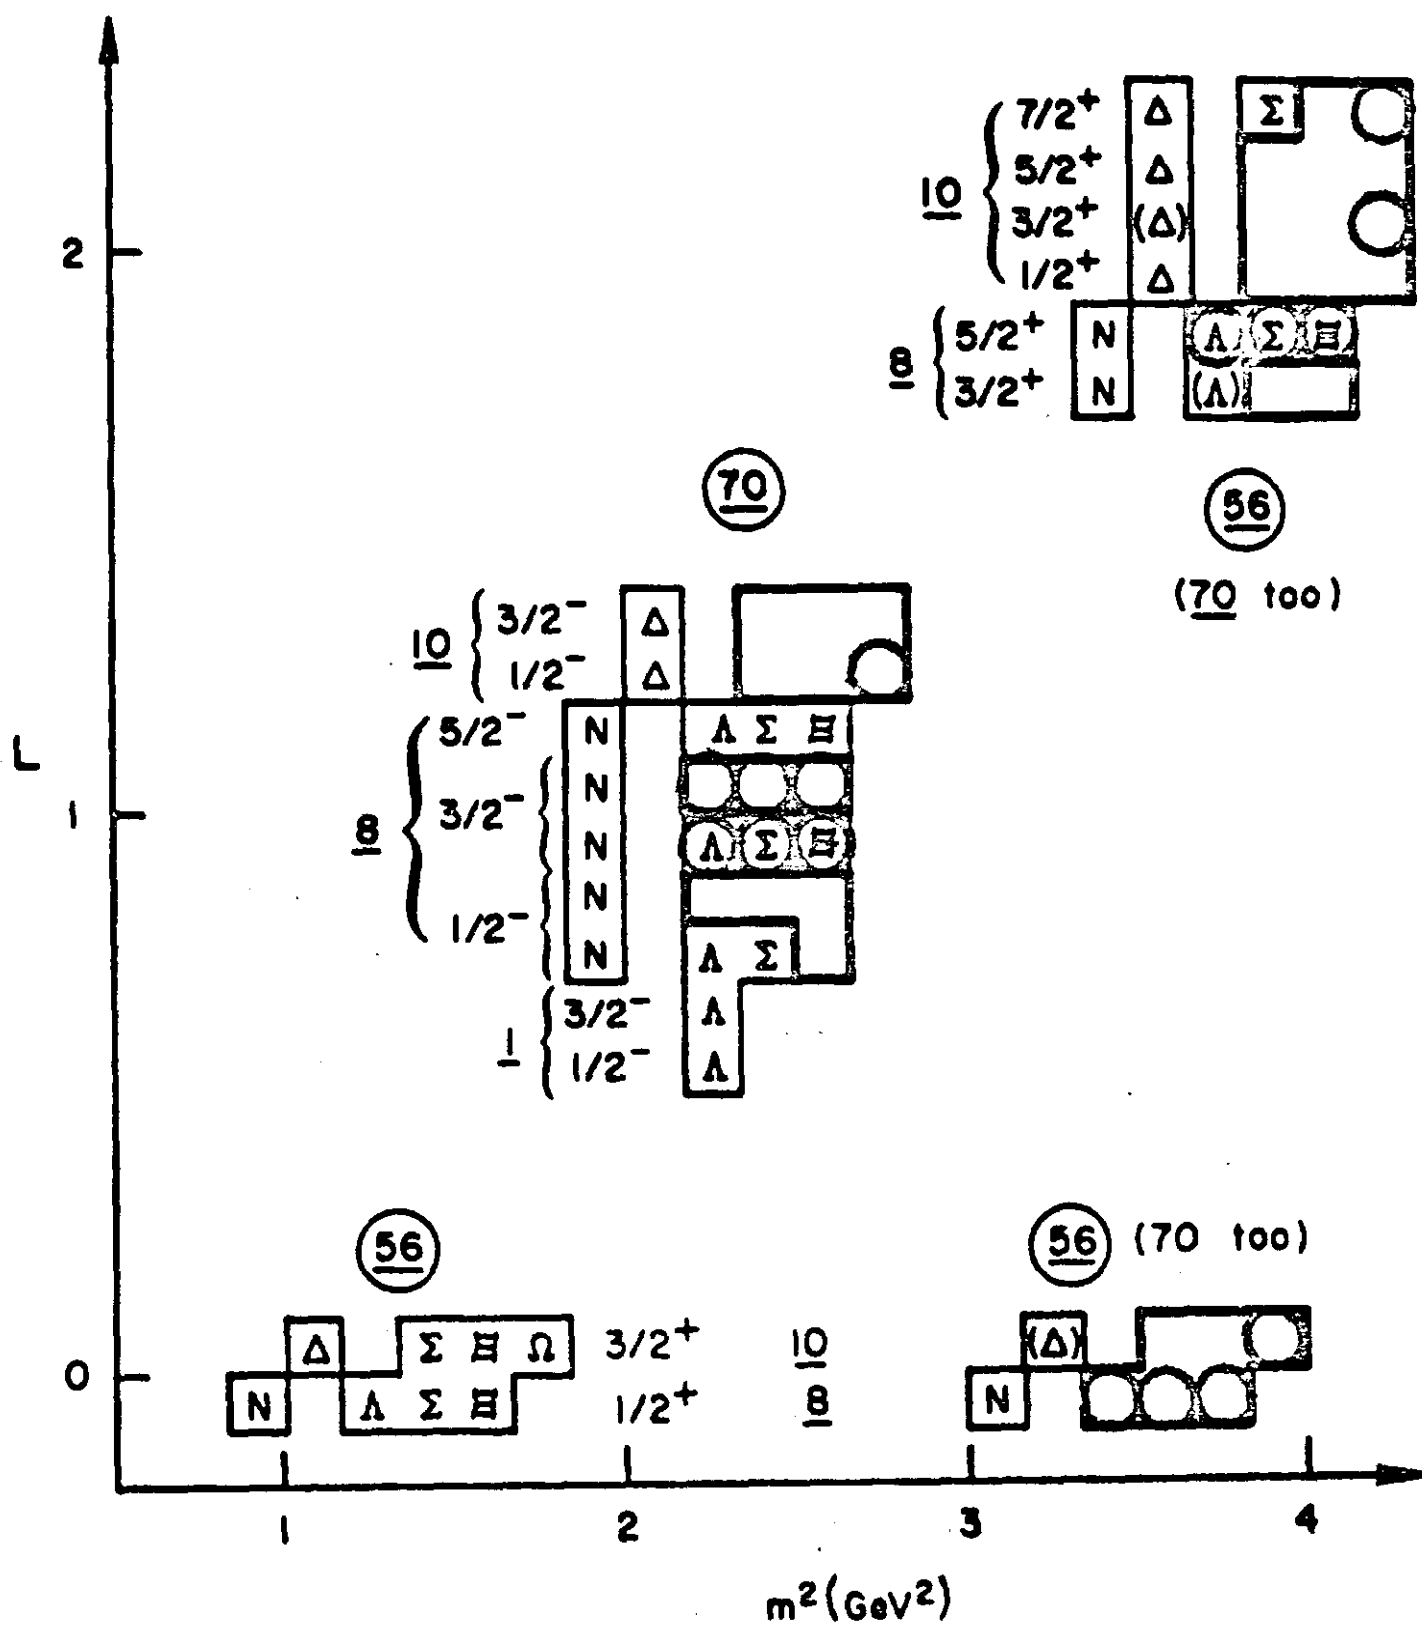 7/2⁺ Δ Σ
5/2⁺ Δ
10
3/2⁺ (Δ)
2
1/2⁺ Δ
5/2⁺ N Λ Σ Ξ
8
3/2⁺ N (Λ)
70
56
(70 too)
3/2⁻ Δ
10
1/2⁻ Δ
5/2⁻ N Λ Σ Ξ
L
N
3/2⁻
1
8
N Λ Σ Ξ
N
1/2⁻
N Λ Σ
3/2⁻ Λ
1
1/2⁻ Λ
56
56 (70 too)
Δ Σ Ξ Ω 3/2⁺ 10 (Δ)
0
N Λ Σ Ξ 1/2⁺ 8 N
1 2 3 4
m²(GeV²)